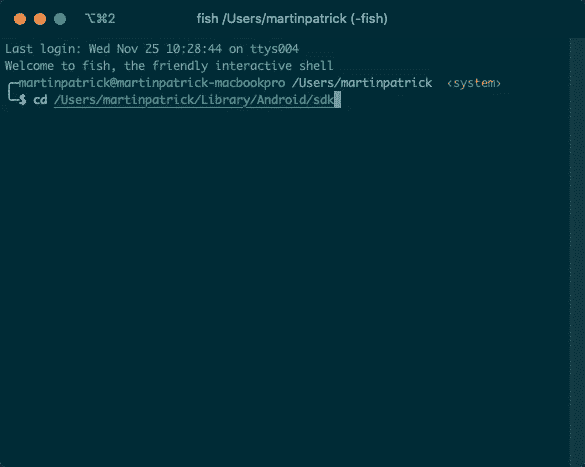 ⌥⌘2 fish /Users/martinpatrick (-fish)
Last login: Wed Nov 25 10:28:44 on ttys004
Welcome to fish, the friendly interactive shell
╭─martinpatrick@martinpatrick-macbookpro /Users/martinpatrick ‹system›
╰─$ cd /Users/martinpatrick/Library/Android/sdk